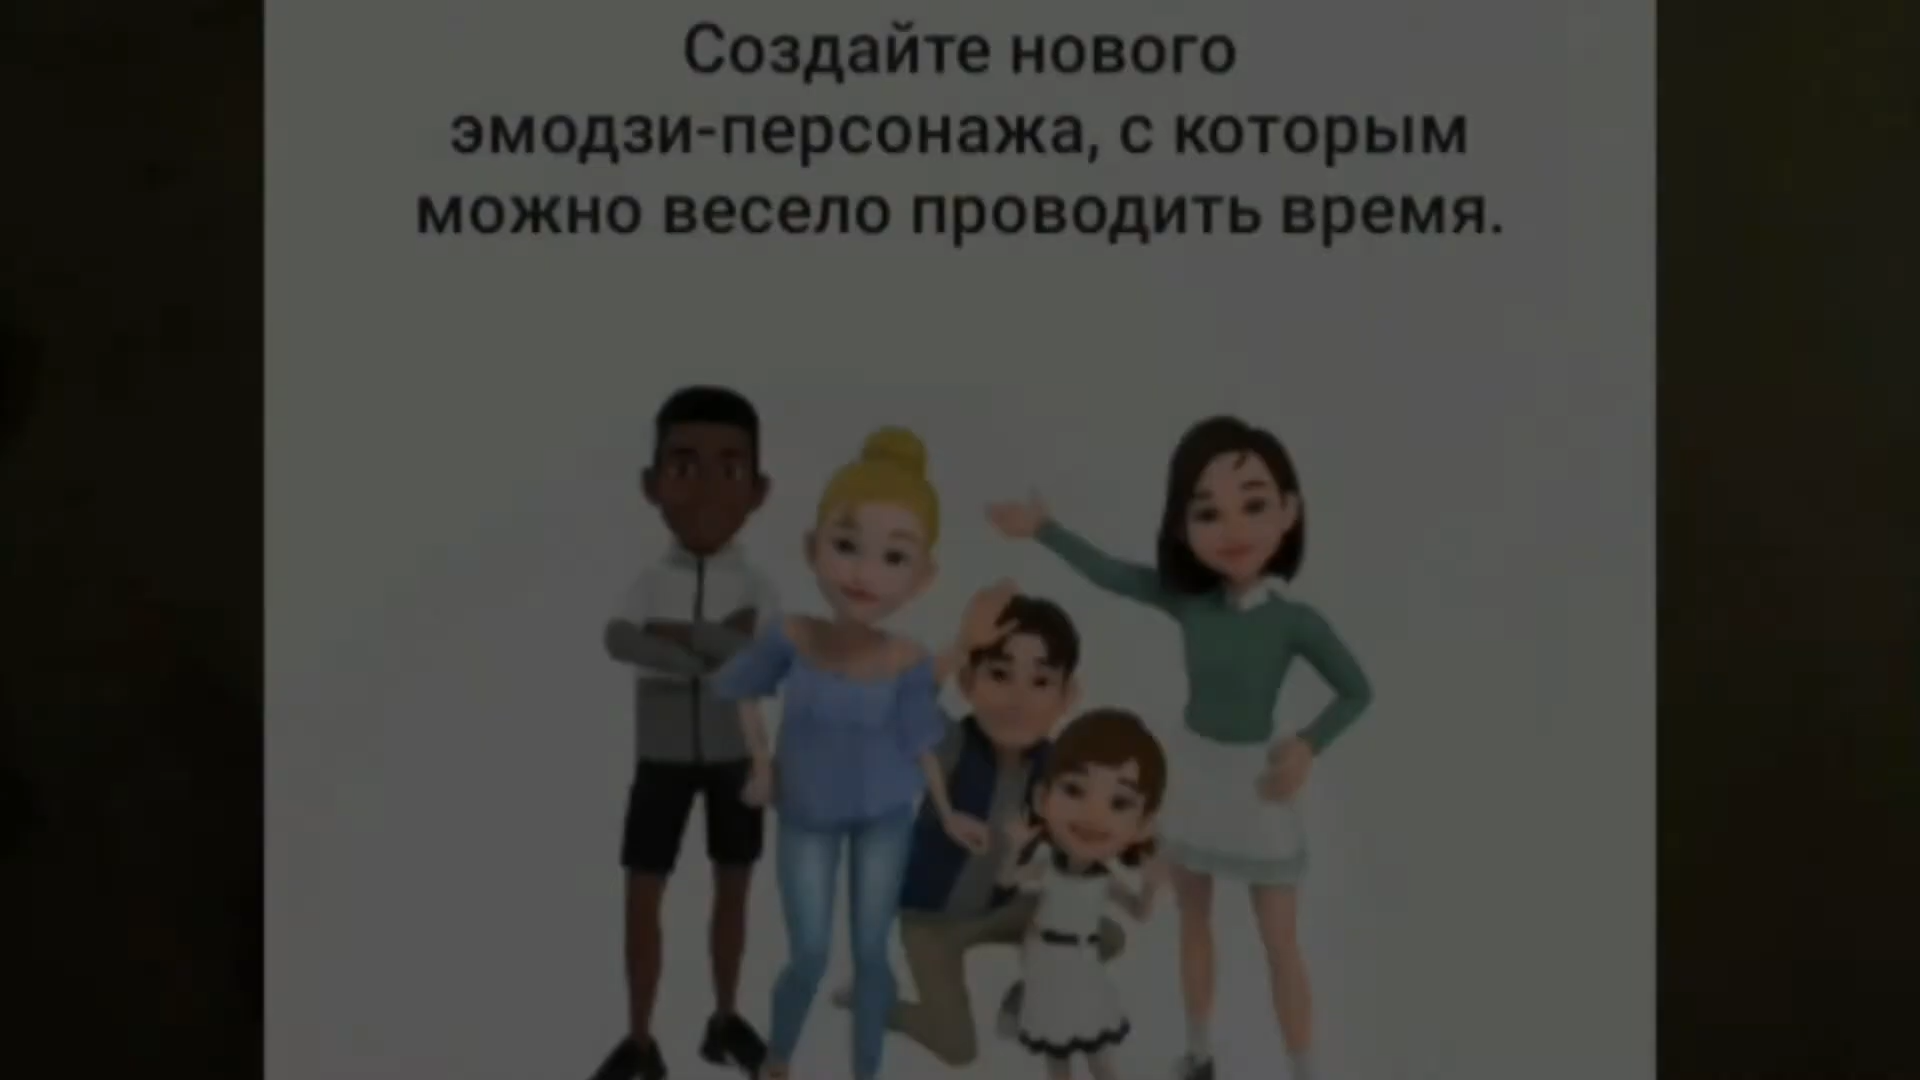 Создайте нового
эмодзи-персонажа, с которым
можно весело проводить время.